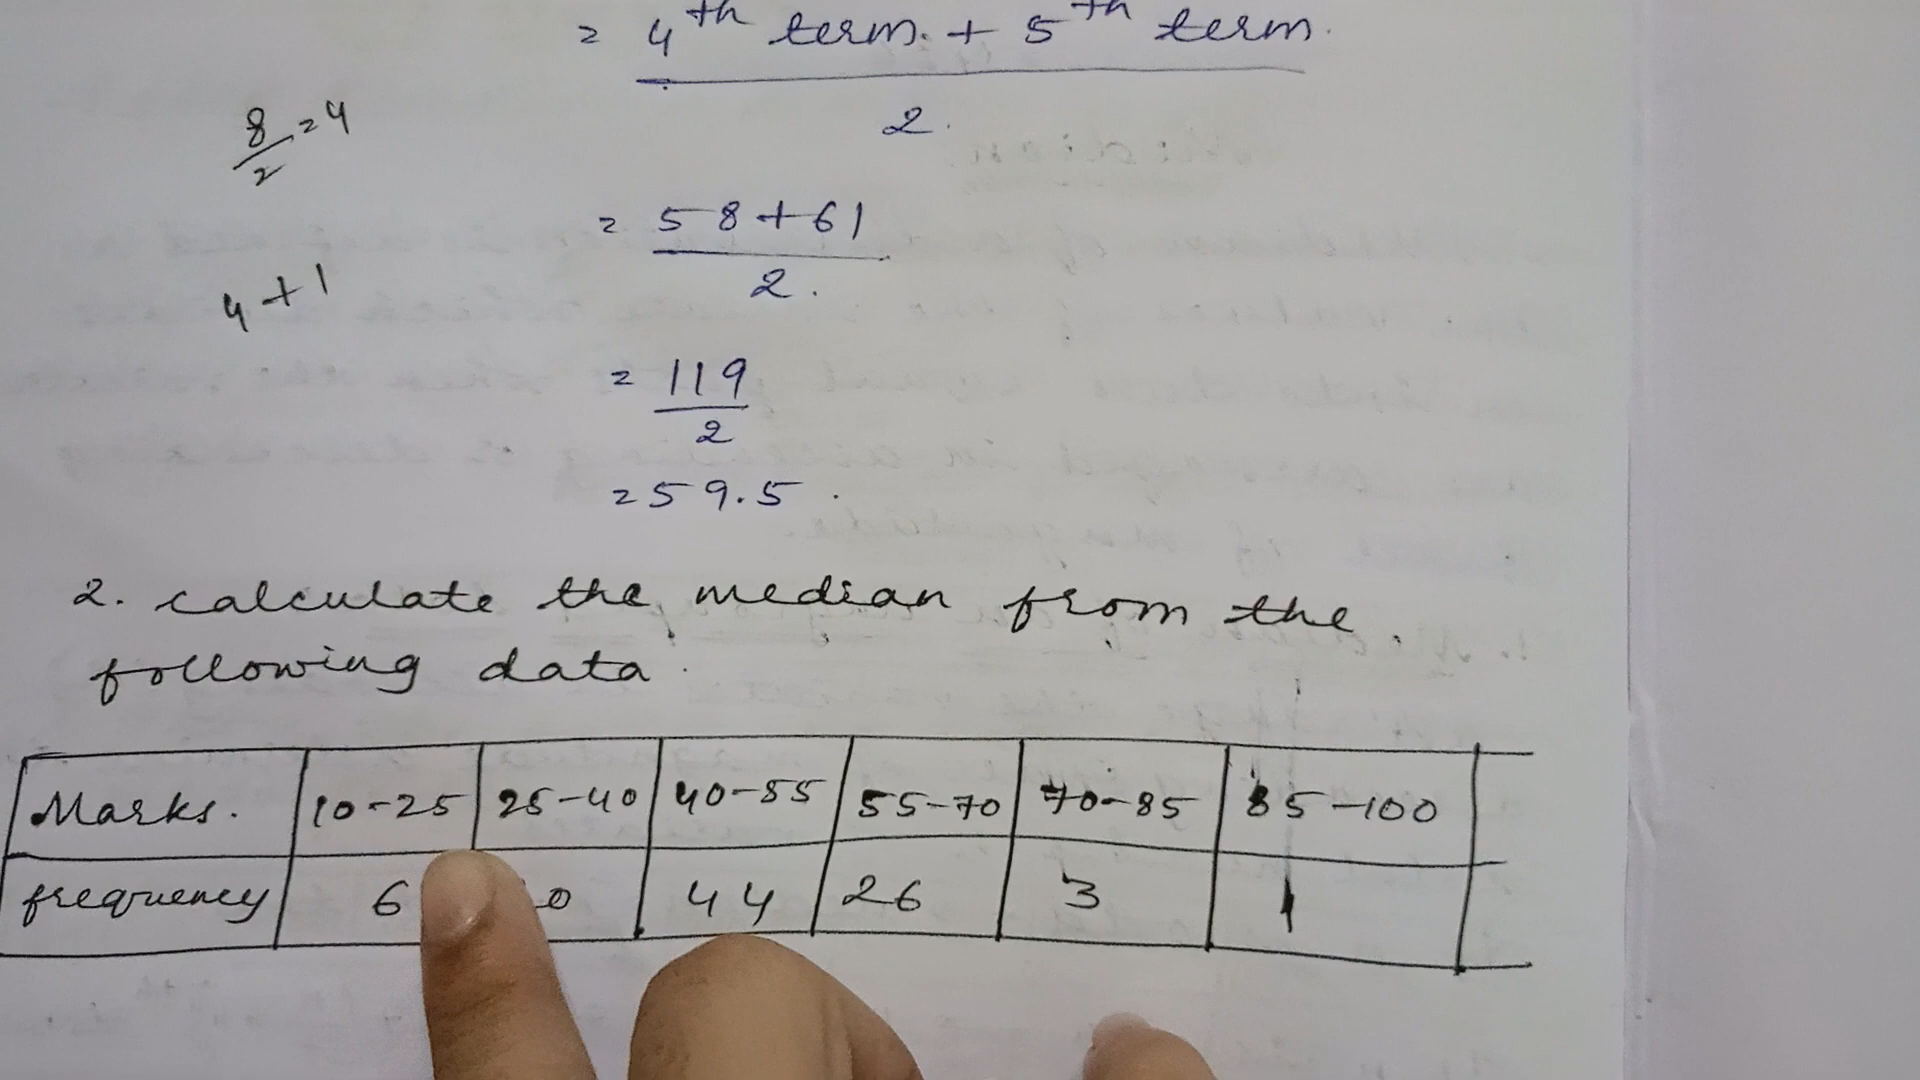 = 4th term + 5th term
2.
8/2 = 4
= 58+61
2.
4+1
= 119
2
= 59.5.
2. calculate the median from the
following data.
Marks. 10-25 25-40 40-55 55-70 70-85 85-100
frequency 6 44 26 3 1